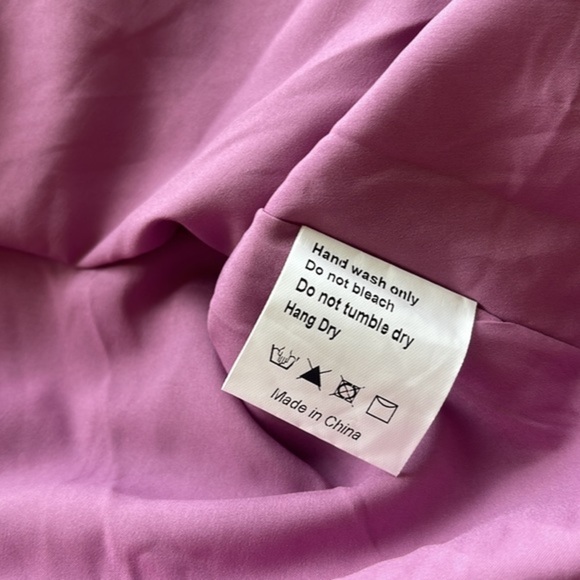 Hand wash only
Do not bleach
Do not tumble dry
Hang Dry
Made in China